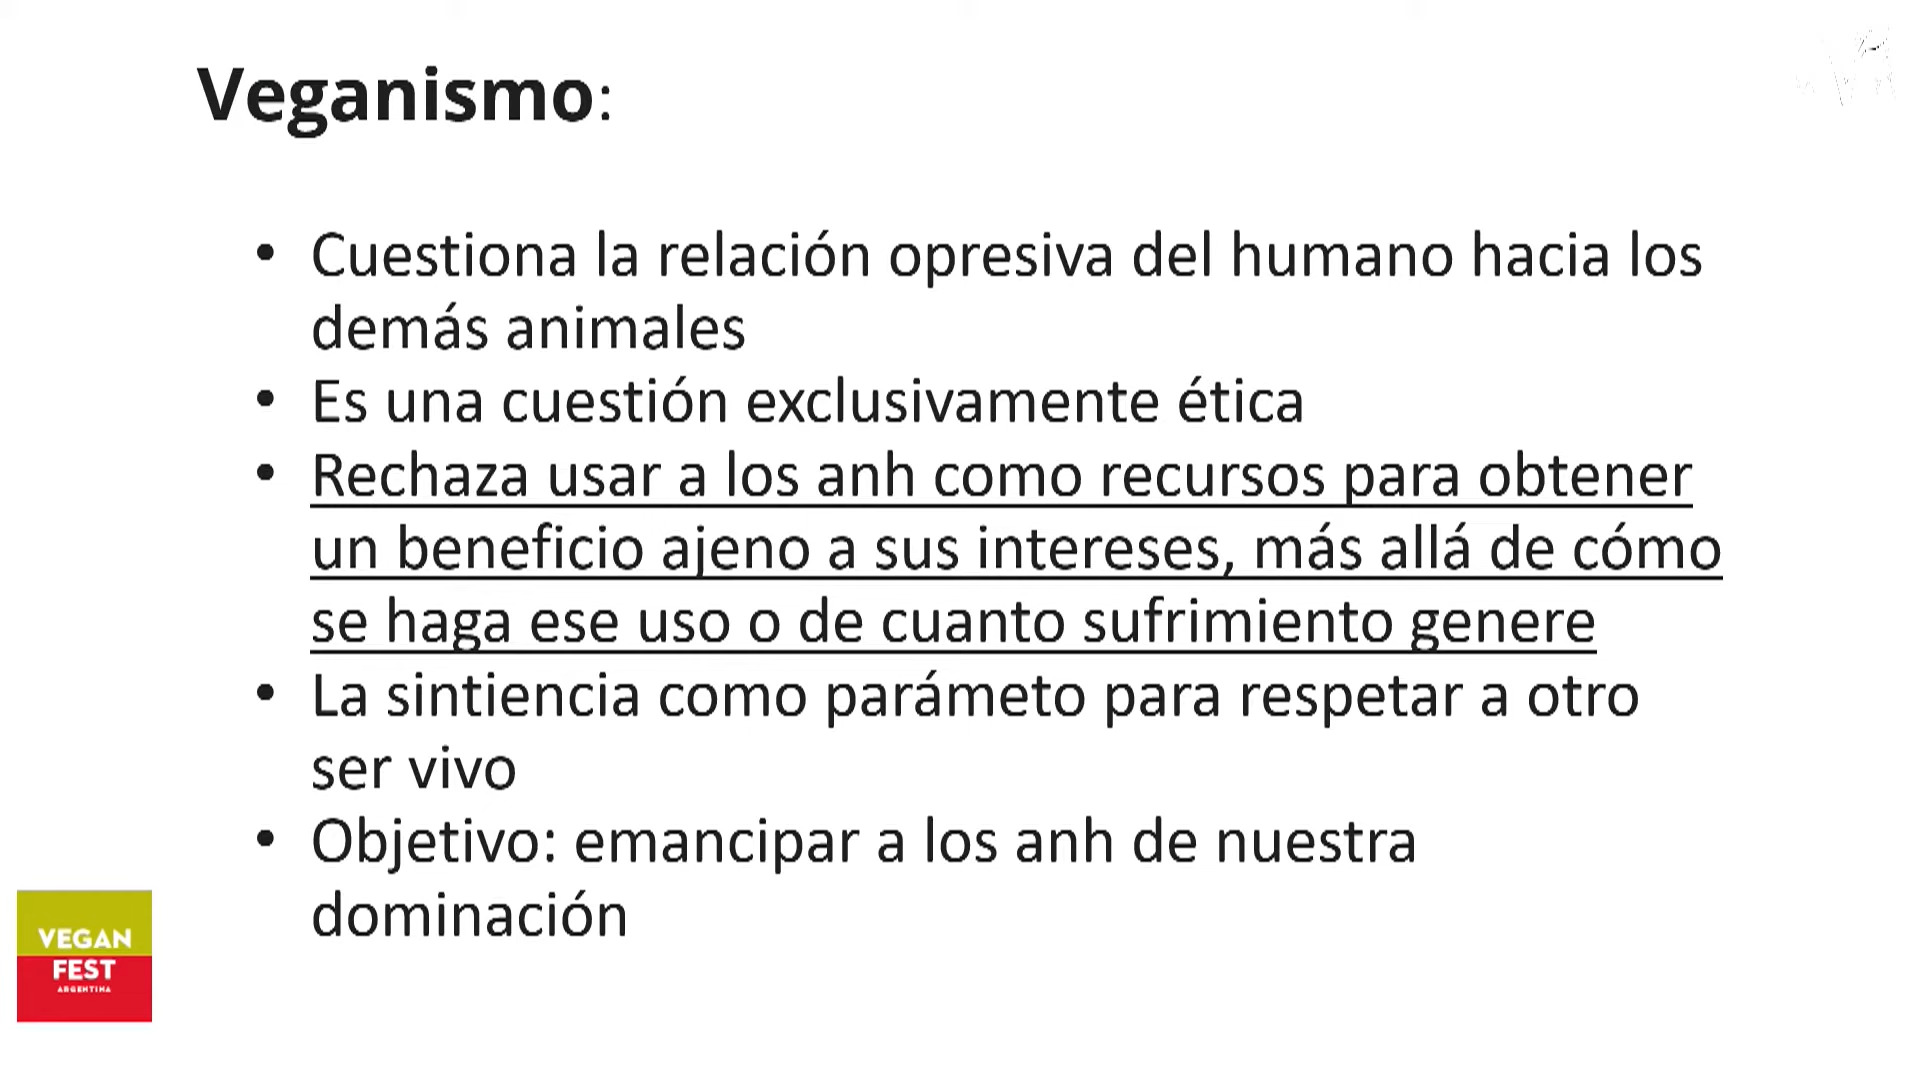 Veganismo:
• Cuestiona la relación opresiva del humano hacia los
demás animales
• Es una cuestión exclusivamente ética
• Rechaza usar a los anh como recursos para obtener
un beneficio ajeno a sus intereses, más allá de cómo
se haga ese uso o de cuanto sufrimiento genere
• La sintiencia como parámeto para respetar a otro
ser vivo
• Objetivo: emancipar a los anh de nuestra
dominación
VEGAN
FEST
ARGENTINA